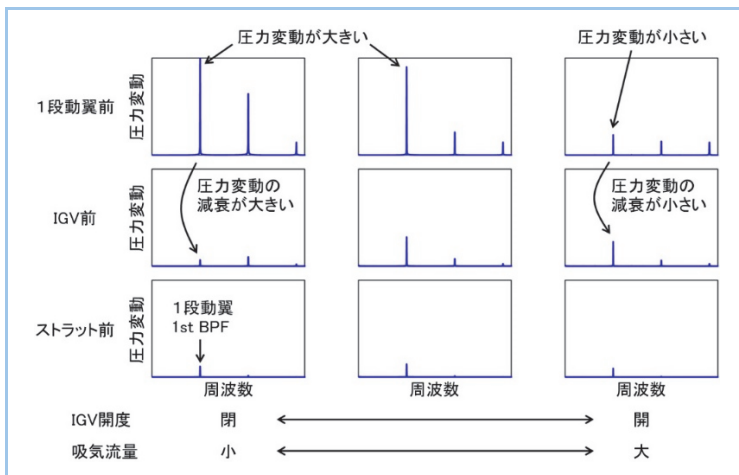 圧力変動が大きい
圧力変動が小さい
1段動翼前
圧力変動
圧力変動の
減衰が大きい
圧力変動の
減衰が小さい
IGV前
圧力変動
1段動翼
1st BPF
ストラット前
圧力変動
周波数 周波数 周波数
IGV開度 閉 開
吸気流量 小 大